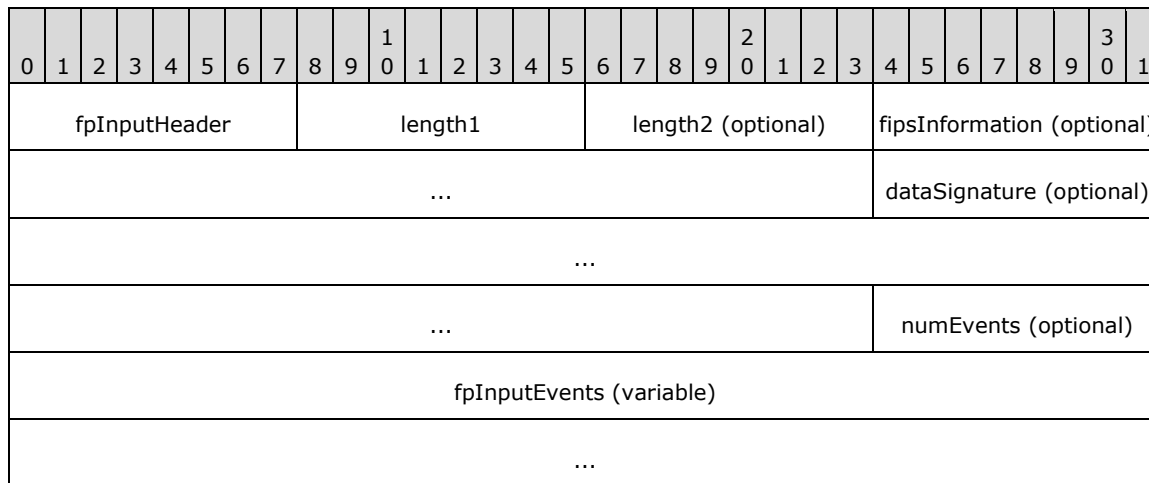 1 2 3
0 1 2 3 4 5 6 7 8 9 0 1 2 3 4 5 6 7 8 9 0 1 2 3 4 5 6 7 8 9 0 1
fpInputHeader length1 length2 (optional) fipsInformation (optional)
... dataSignature (optional)
...
... numEvents (optional)
fpInputEvents (variable)
...